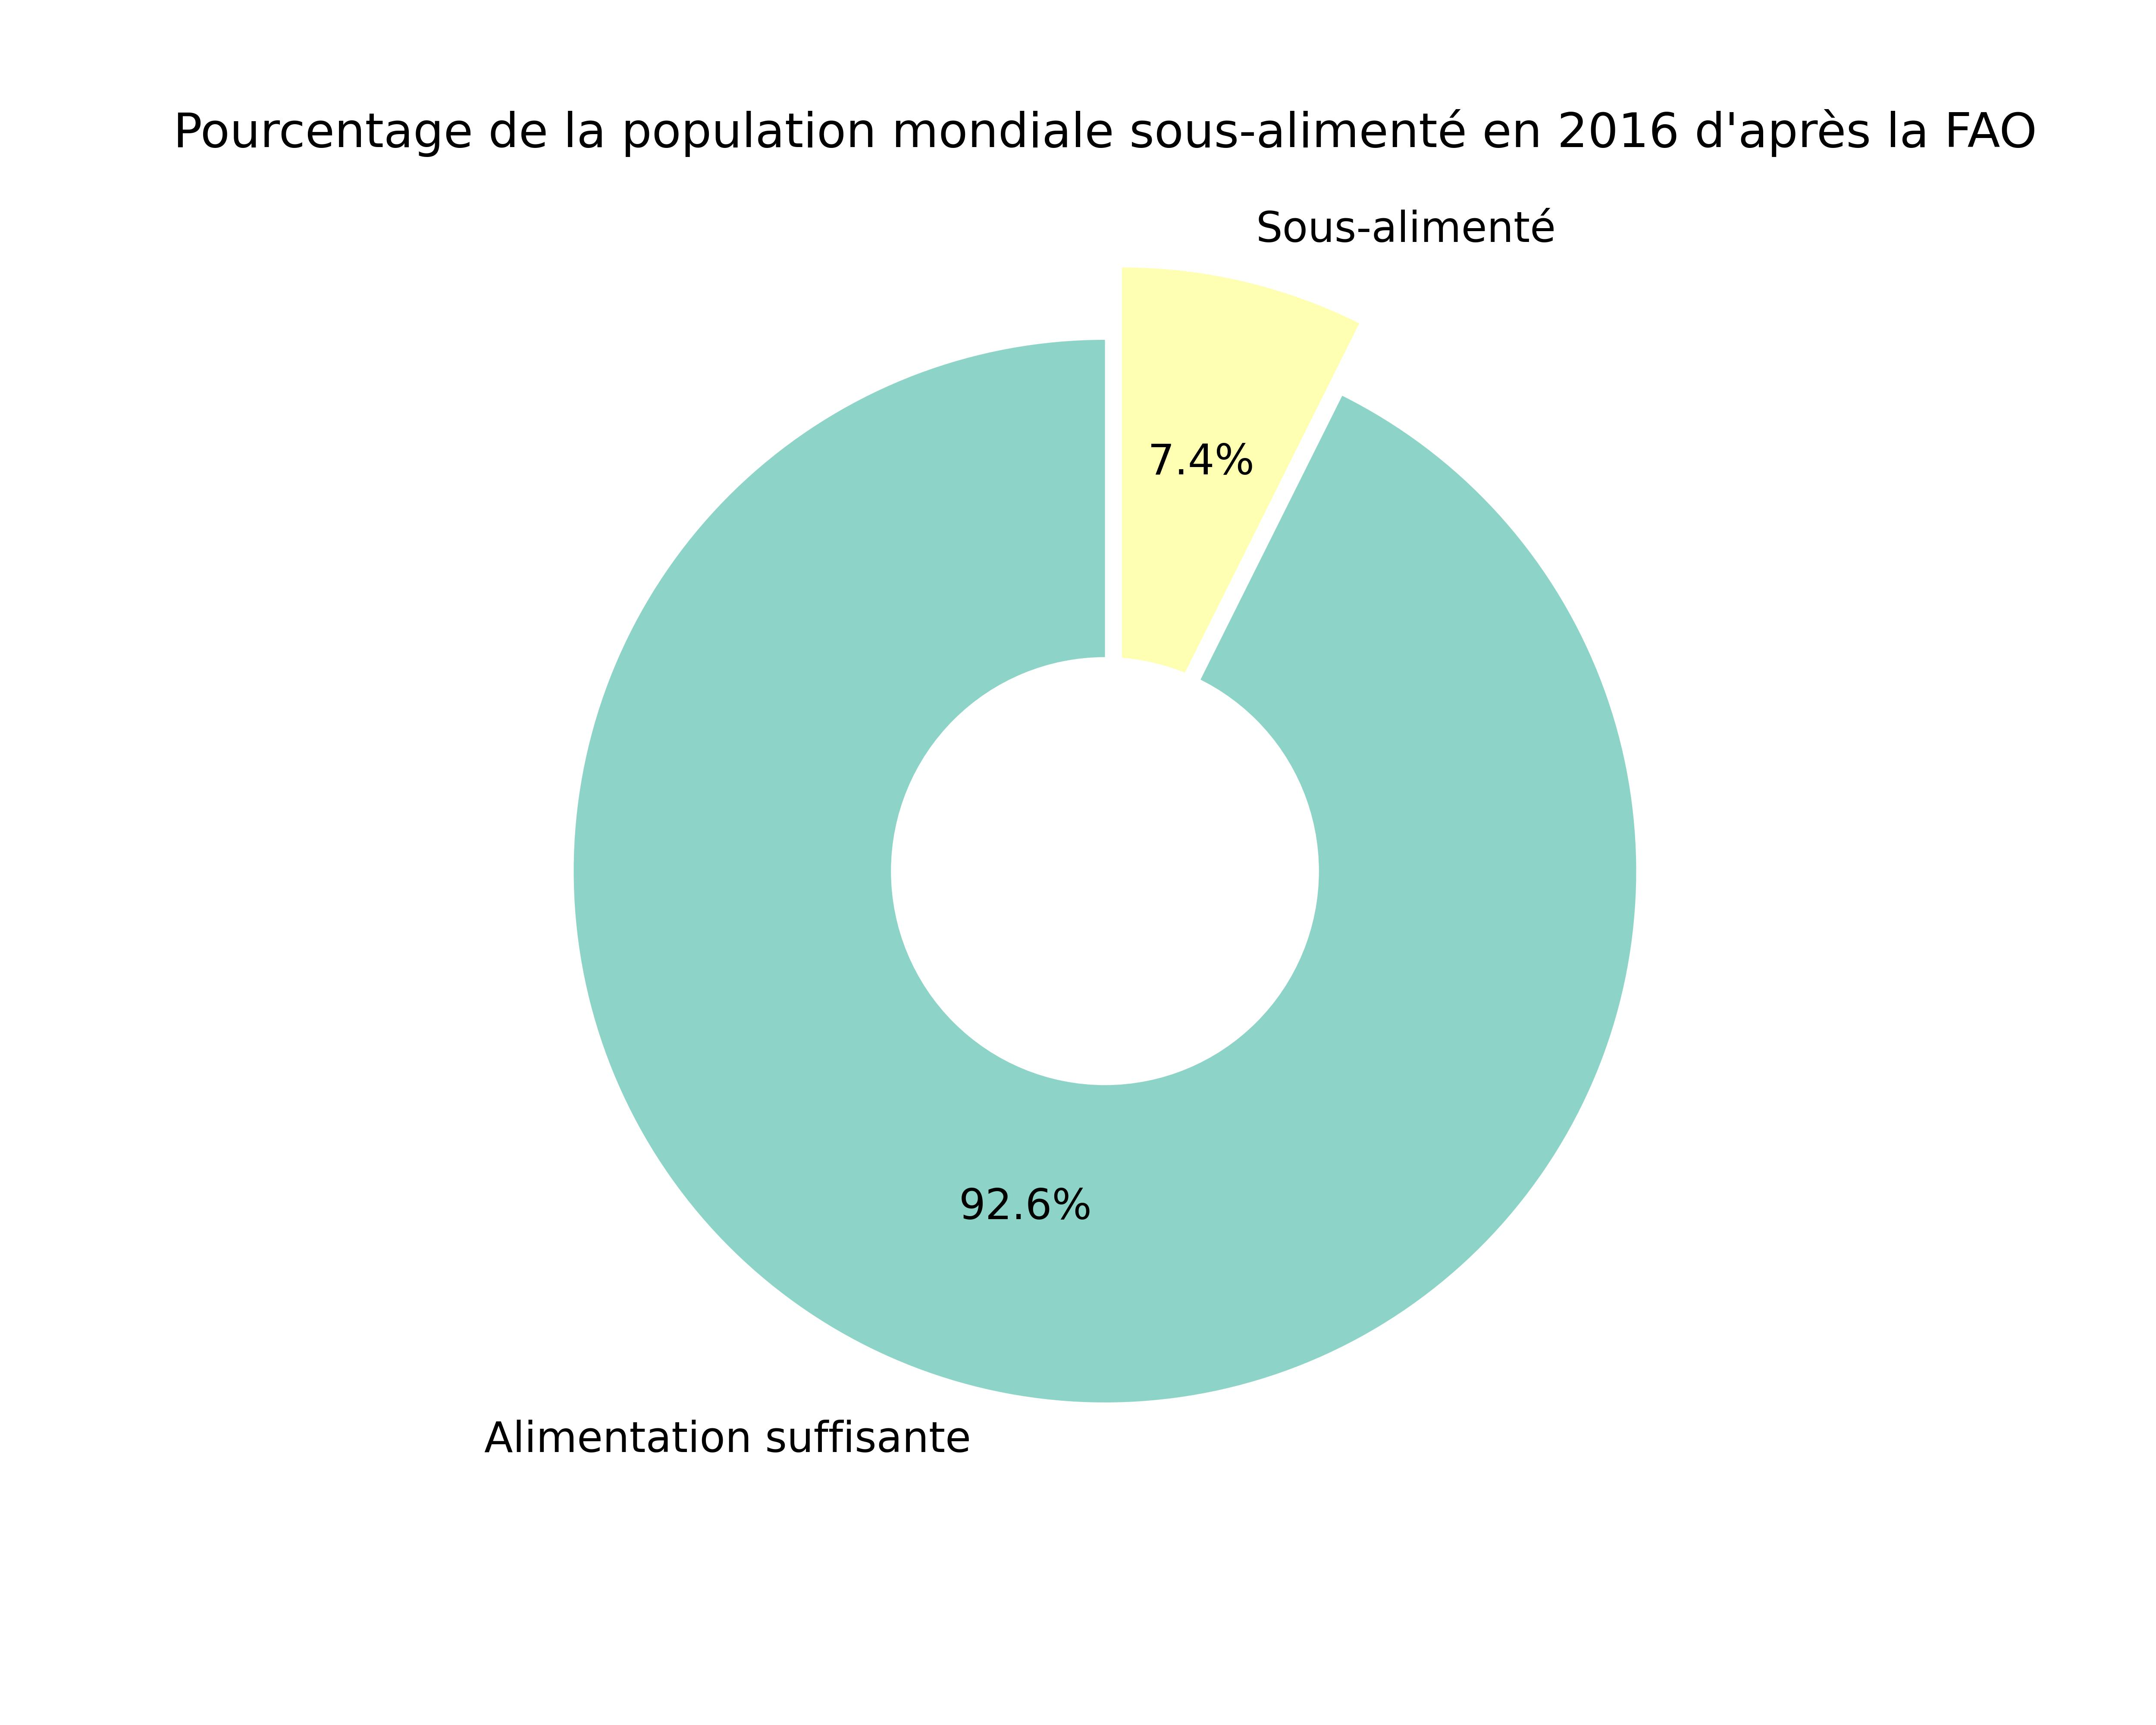 Pourcentage de la population mondiale sous-alimenté en 2016 d'après la FAO
Sous-alimenté
7.4%
92.6%
Alimentation suffisante